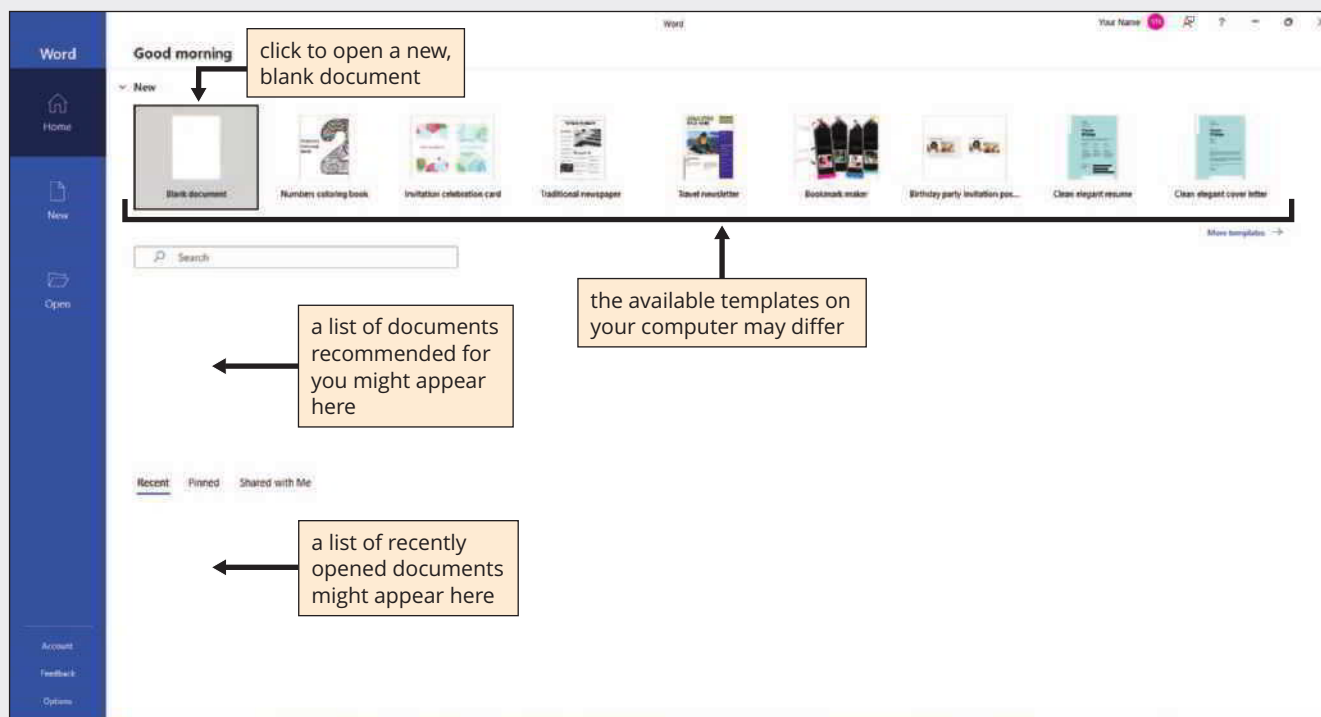 Word
Your Name
?
Word
Good morning
click to open a new,
blank document
New
Home
Blank document
Numbers coloring book
Invitation celebration card
Traditional newspaper
Travel newsletter
Bookmark maker
Birthday party invitation pos...
Clean elegant resume
Clean elegant cover letter
New
More templates
Search
Open
the available templates on
your computer may differ
a list of documents
recommended for
you might appear
here
Recent Pinned Shared with Me
a list of recently
opened documents
might appear here
Account
Feedback
Options